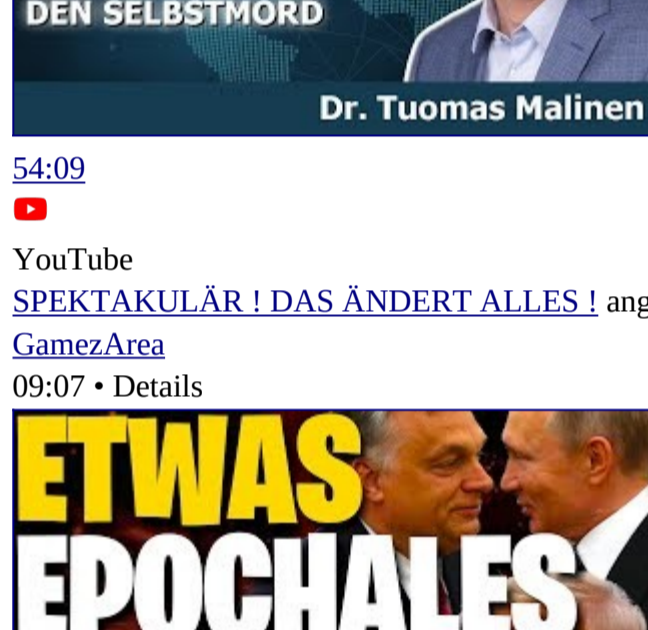 DEN SELBSTMORD
Dr. Tuomas Malinen
54:09
YouTube
SPEKTAKULÄR ! DAS ÄNDERT ALLES ! ang
GamezArea
09:07 • Details
ETWAS
EPOCHALES